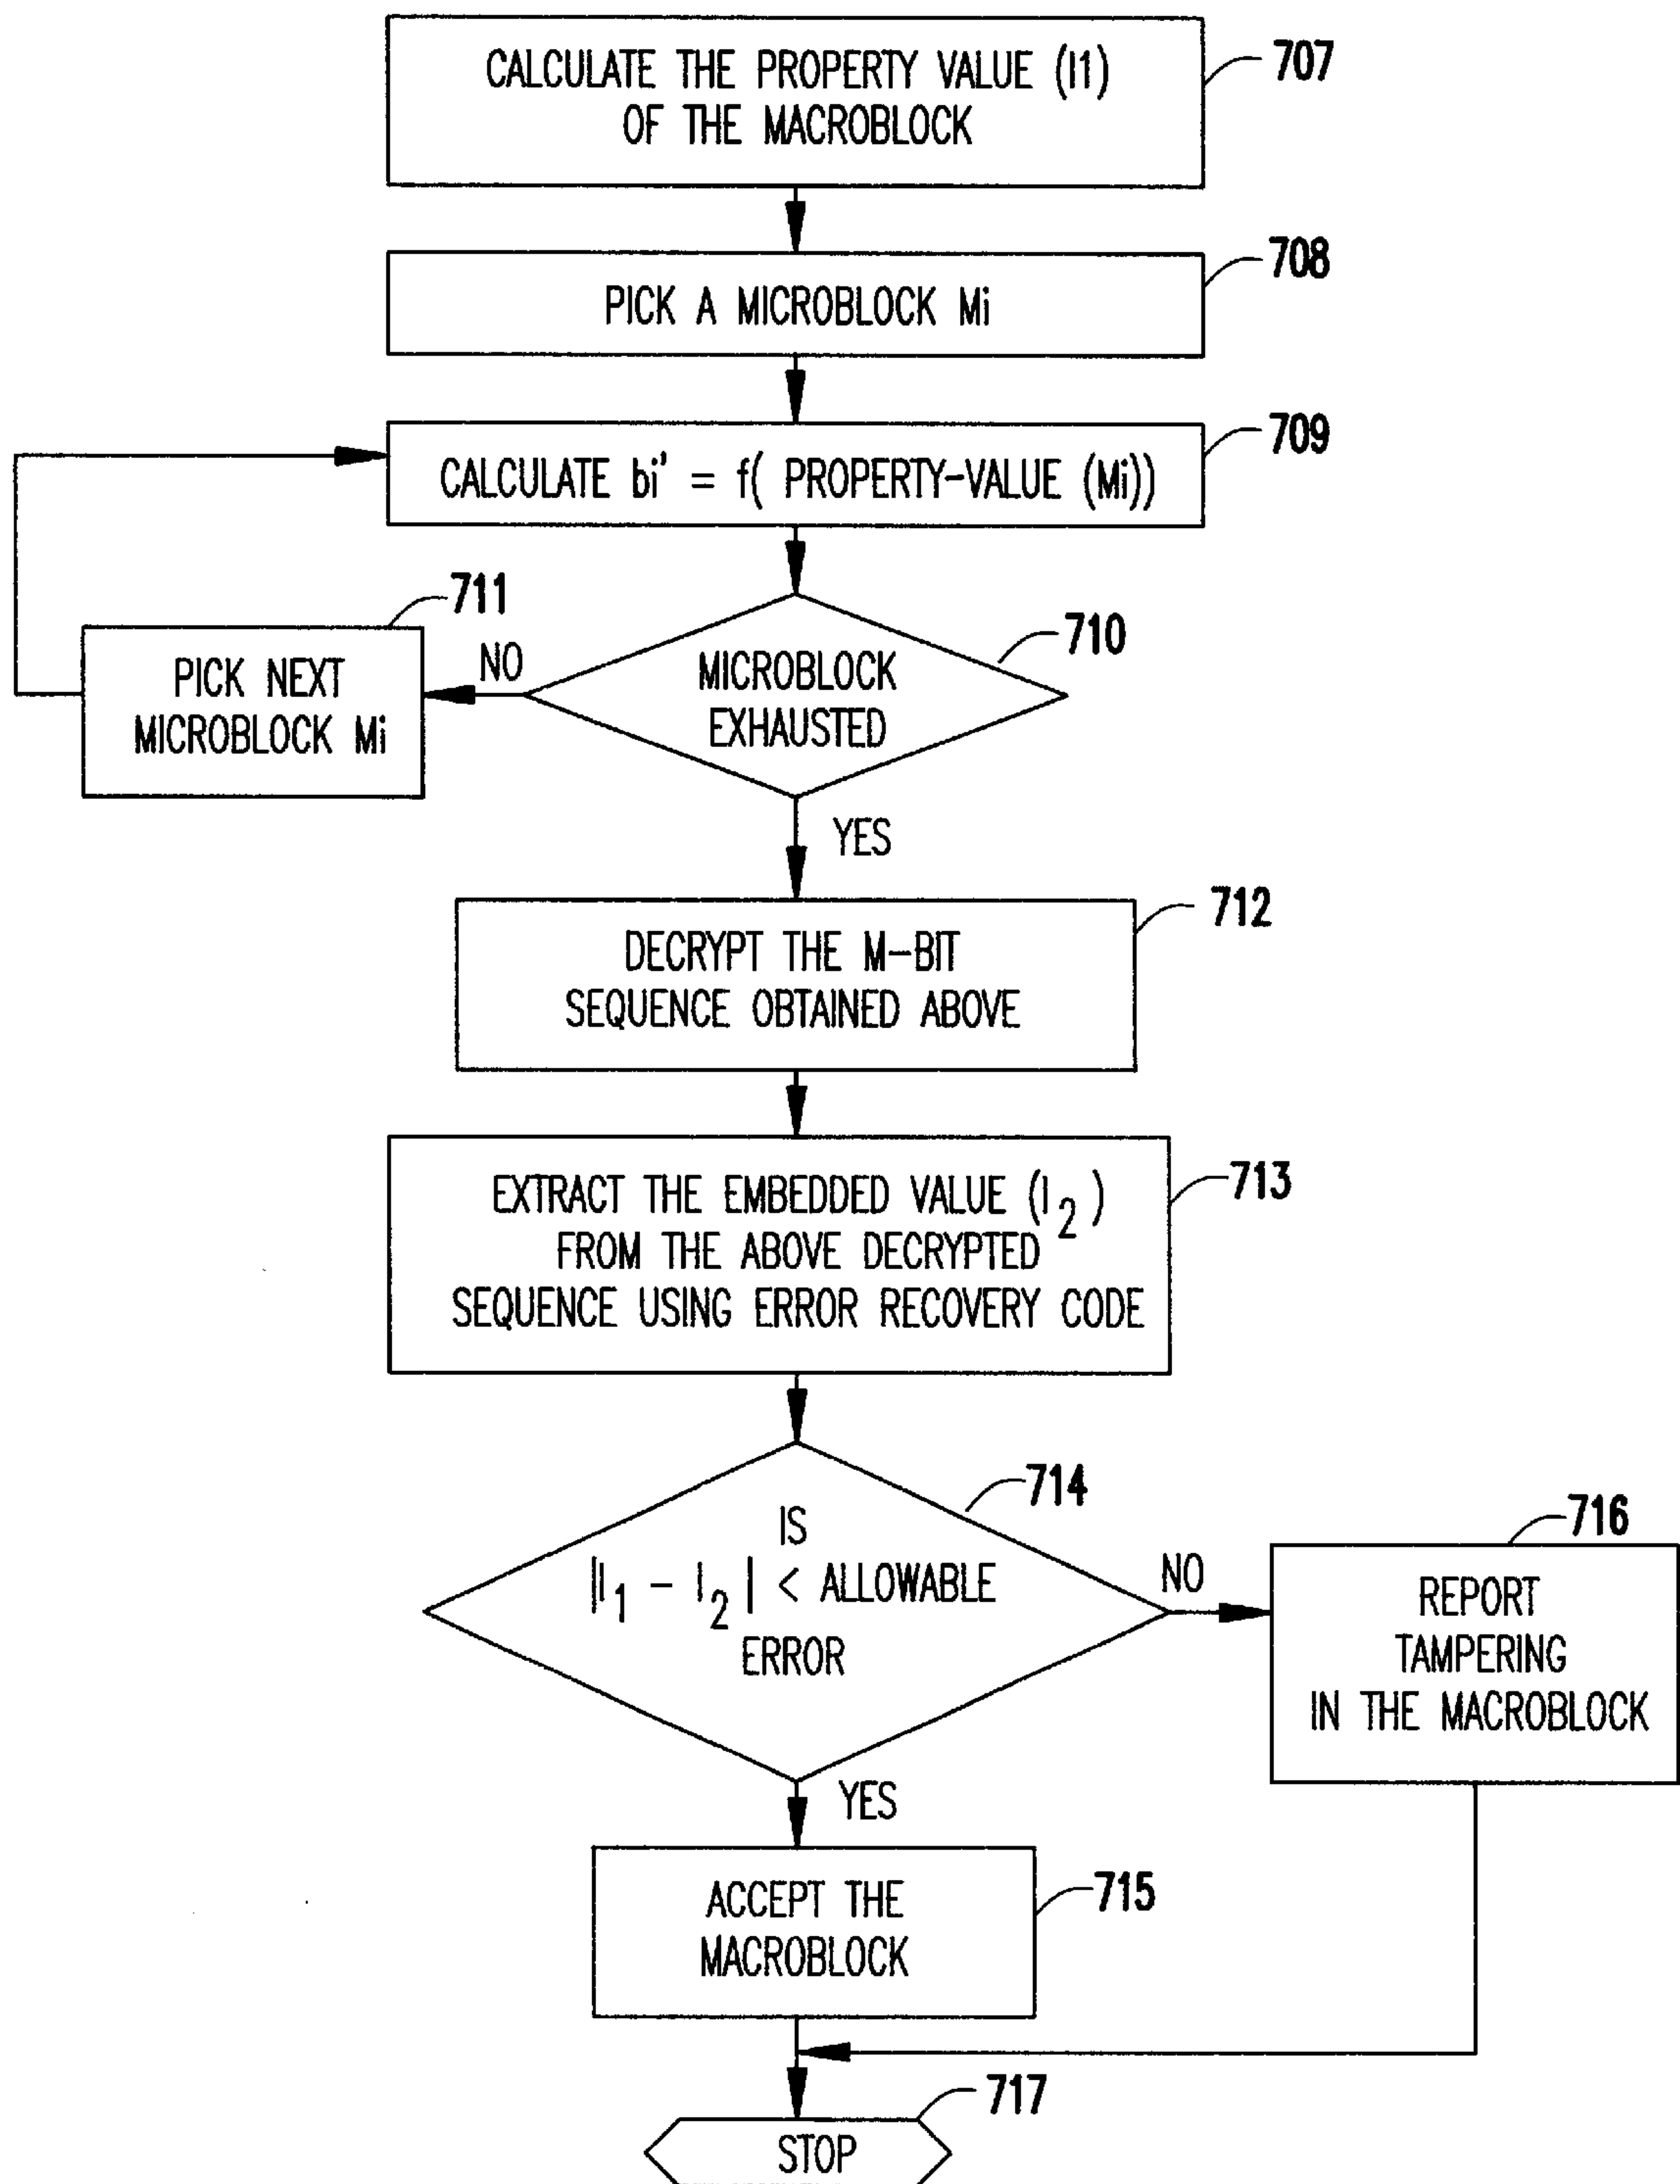 CALCULATE THE PROPERTY VALUE (I1)
OF THE MACROBLOCK
707
PICK A MICROBLOCK Mi
708
CALCULATE bi' = f( PROPERTY-VALUE (Mi))
709
MICROBLOCK
EXHAUSTED
710
NO
PICK NEXT
MICROBLOCK Mi
711
YES
DECRYPT THE M-BIT
SEQUENCE OBTAINED ABOVE
712
EXTRACT THE EMBEDDED VALUE (I2)
FROM THE ABOVE DECRYPTED
SEQUENCE USING ERROR RECOVERY CODE
713
IS
|I1 - I2| < ALLOWABLE
ERROR
714
NO
REPORT
TAMPERING
IN THE MACROBLOCK
716
YES
ACCEPT THE
MACROBLOCK
715
STOP
717